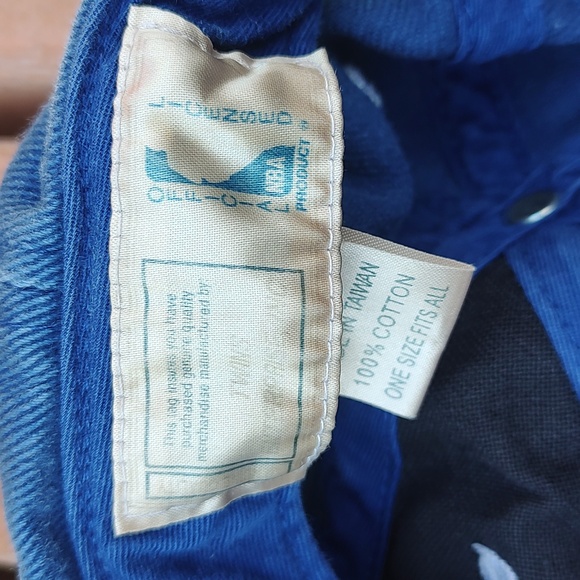 OFFICIAL
LICENSED
NBA
PRODUCT ®
This tag insures you have
purchased genuine quality
merchandise manufactured by:
TWINS
IN TAIWAN
100% COTTON
ONE SIZE FITS ALL